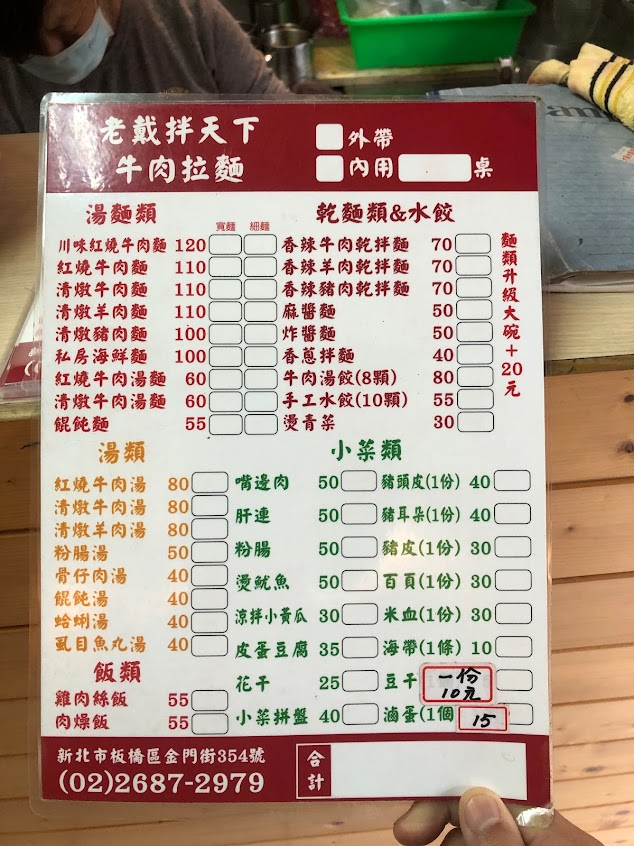 老戴拌天下
牛肉拉麵
外帶
內用 桌
湯麵類
寬麵 細麵
川味紅燒牛肉麵 120
紅燒牛肉麵 110
清燉牛肉麵 110
清燉羊肉麵 110
清燉豬肉麵 100
私房海鮮麵 100
紅燒牛肉湯麵 60
清燉牛肉湯麵 60
餛飩麵 55
乾麵類&水餃
香辣牛肉乾拌麵 70
香辣羊肉乾拌麵 70
香辣豬肉乾拌麵 70
麻醬麵 50
炸醬麵 50
香蔥拌麵 40
牛肉湯餃(8顆) 80
手工水餃(10顆) 55
燙青菜 30
麵類升級大碗+20元
湯類
紅燒牛肉湯 80
清燉牛肉湯 80
清燉羊肉湯 80
粉腸湯 50
骨仔肉湯 40
餛飩湯 40
蛤蜊湯 40
虱目魚丸湯 40
飯類
雞肉絲飯 55
肉燥飯 55
小菜類
嘴邊肉 50
肝連 50
粉腸 50
燙魷魚 50
涼拌小黃瓜 30
皮蛋豆腐 35
花干 25
小菜拼盤 40
豬頭皮(1份) 40
豬耳朵(1份) 40
豬皮(1份) 30
百頁(1份) 30
米血(1份) 30
海帶(1條) 10
豆干 一份 10元
滷蛋(1個 15
新北市板橋區金門街354號
(02)2687-2979
合計